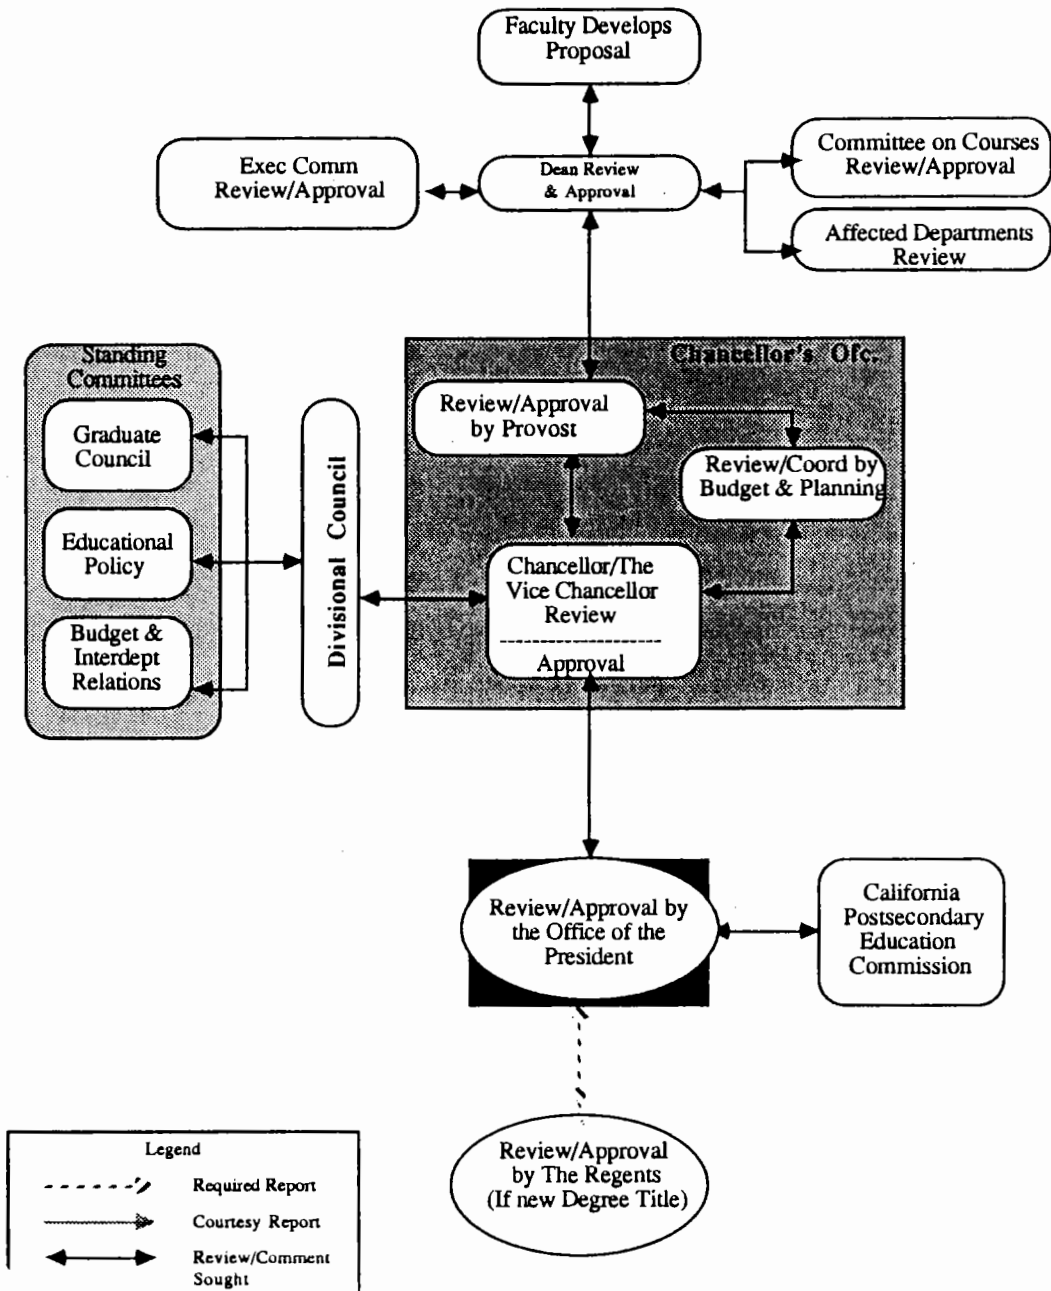 Faculty Develops
Proposal
Exec Comm
Review/Approval
Dean Review
& Approval
Committee on Courses
Review/Approval
Affected Departments
Review
Standing
Committees
Graduate
Council
Educational
Policy
Budget &
Interdept
Relations
Divisional Council
Chancellor's Ofc.
Review/Approval
by Provost
Review/Coord by
Budget & Planning
Chancellor/The
Vice Chancellor
Review
Approval
Review/Approval by
the Office of the
President
California
Postsecondary
Education
Commission
Review/Approval
by The Regents
(If new Degree Title)
Legend
Required Report
Courtesy Report
Review/Comment
Sought